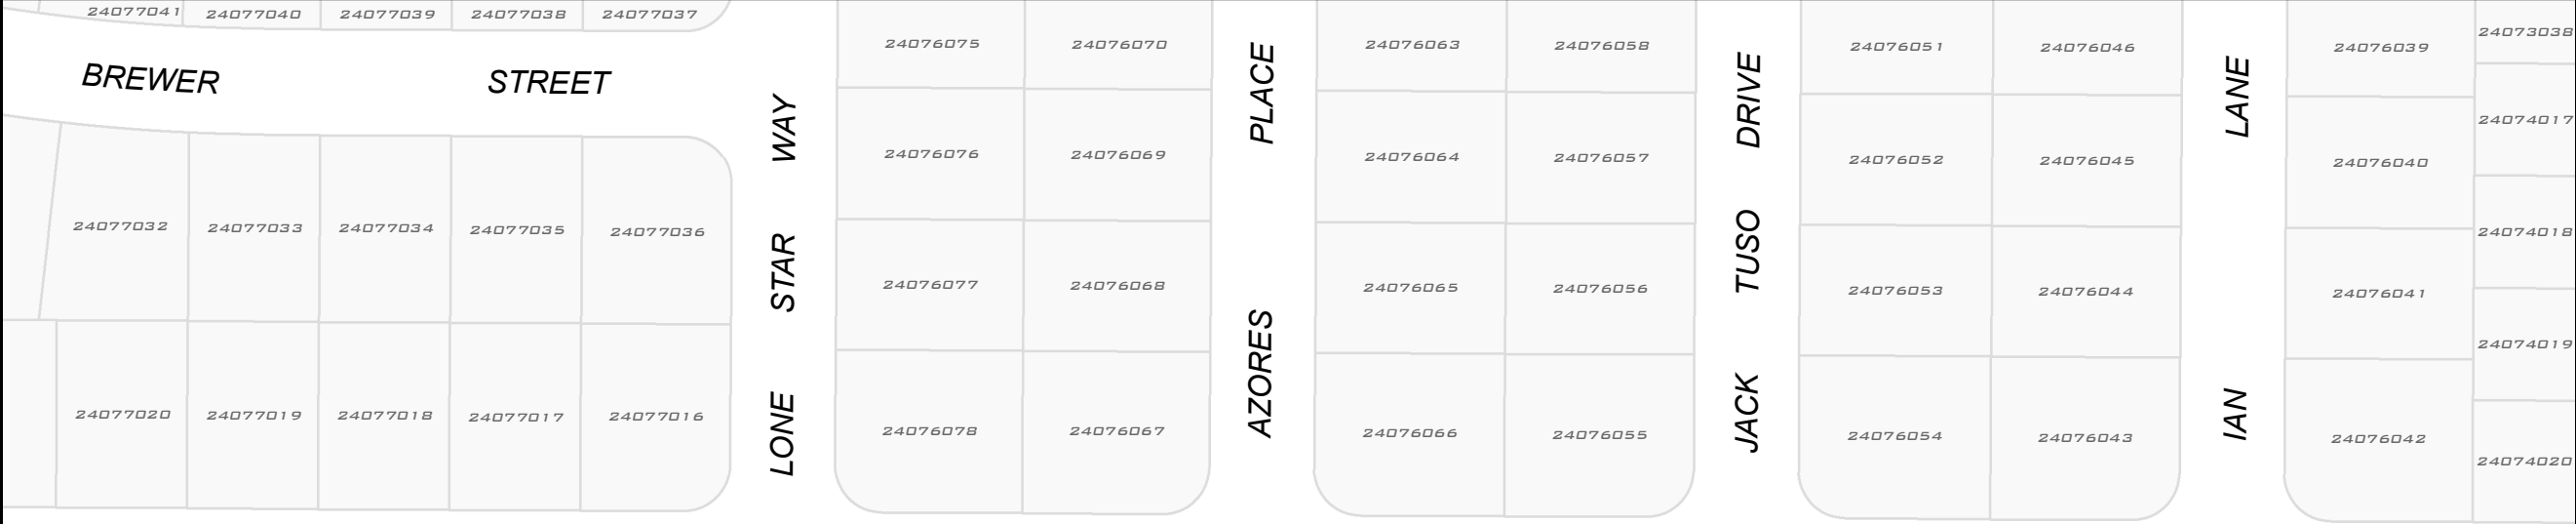 24077041 24077040 24077039 24077038 24077037
BREWER STREET
24077032 24077033 24077034 24077035 24077036
24077020 24077019 24077018 24077017 24077016
LONE STAR WAY
24076075 24076070
24076076 24076069
24076077 24076068
24076078 24076067
AZORES PLACE
24076063 24076058
24076064 24076057
24076065 24076056
24076066 24076055
JACK TUSO DRIVE
24076051 24076046
24076052 24076045
24076053 24076044
24076054 24076043
IAN LANE
24076039
24076040
24076041
24076042
24073038
24074017
24074018
24074019
24074020